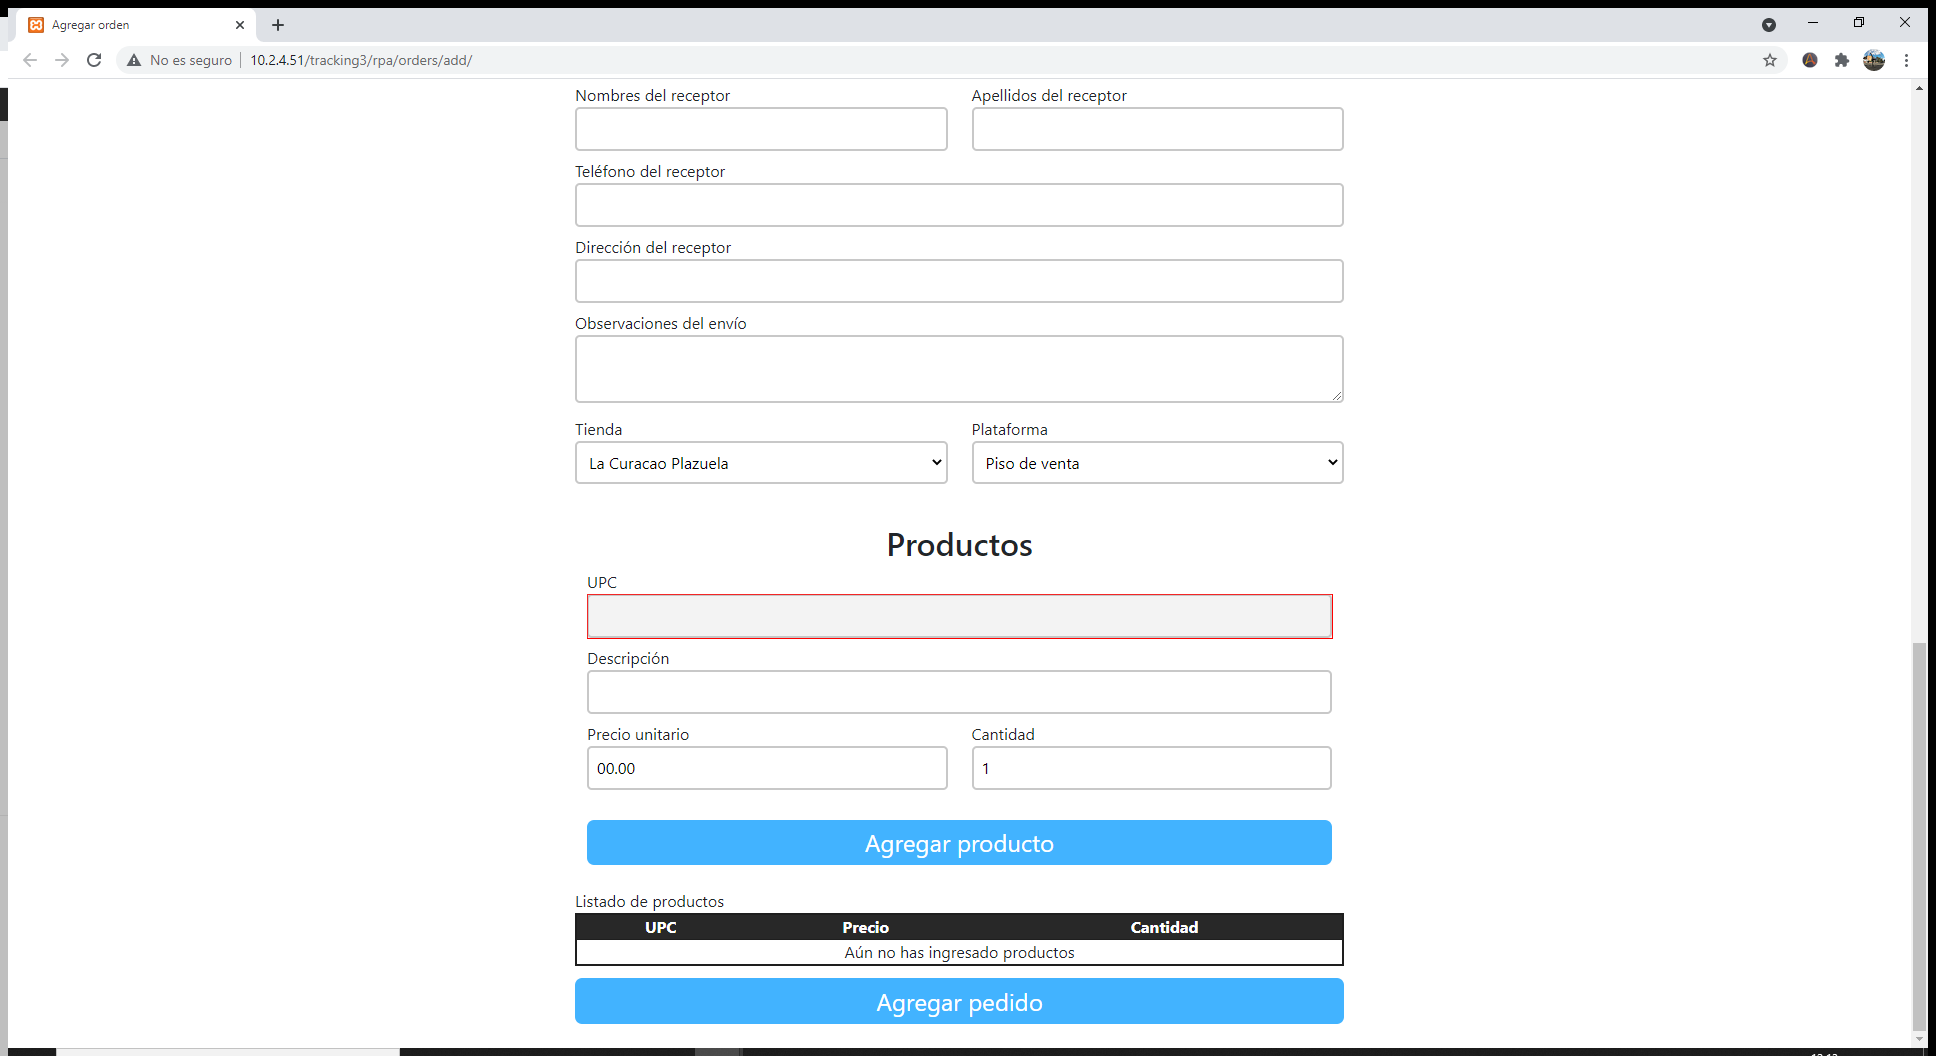 Agregar orden
No es seguro
10.2.4.51/tracking3/rpa/orders/add/
Nombres del receptor
Apellidos del receptor
Teléfono del receptor
Dirección del receptor
Observaciones del envío
Tienda
Plataforma
La Curacao Plazuela
Piso de venta
Productos
UPC
Descripción
Precio unitario
Cantidad
00.00
1
Agregar producto
Listado de productos
UPC Precio Cantidad
Aún no has ingresado productos
Agregar pedido